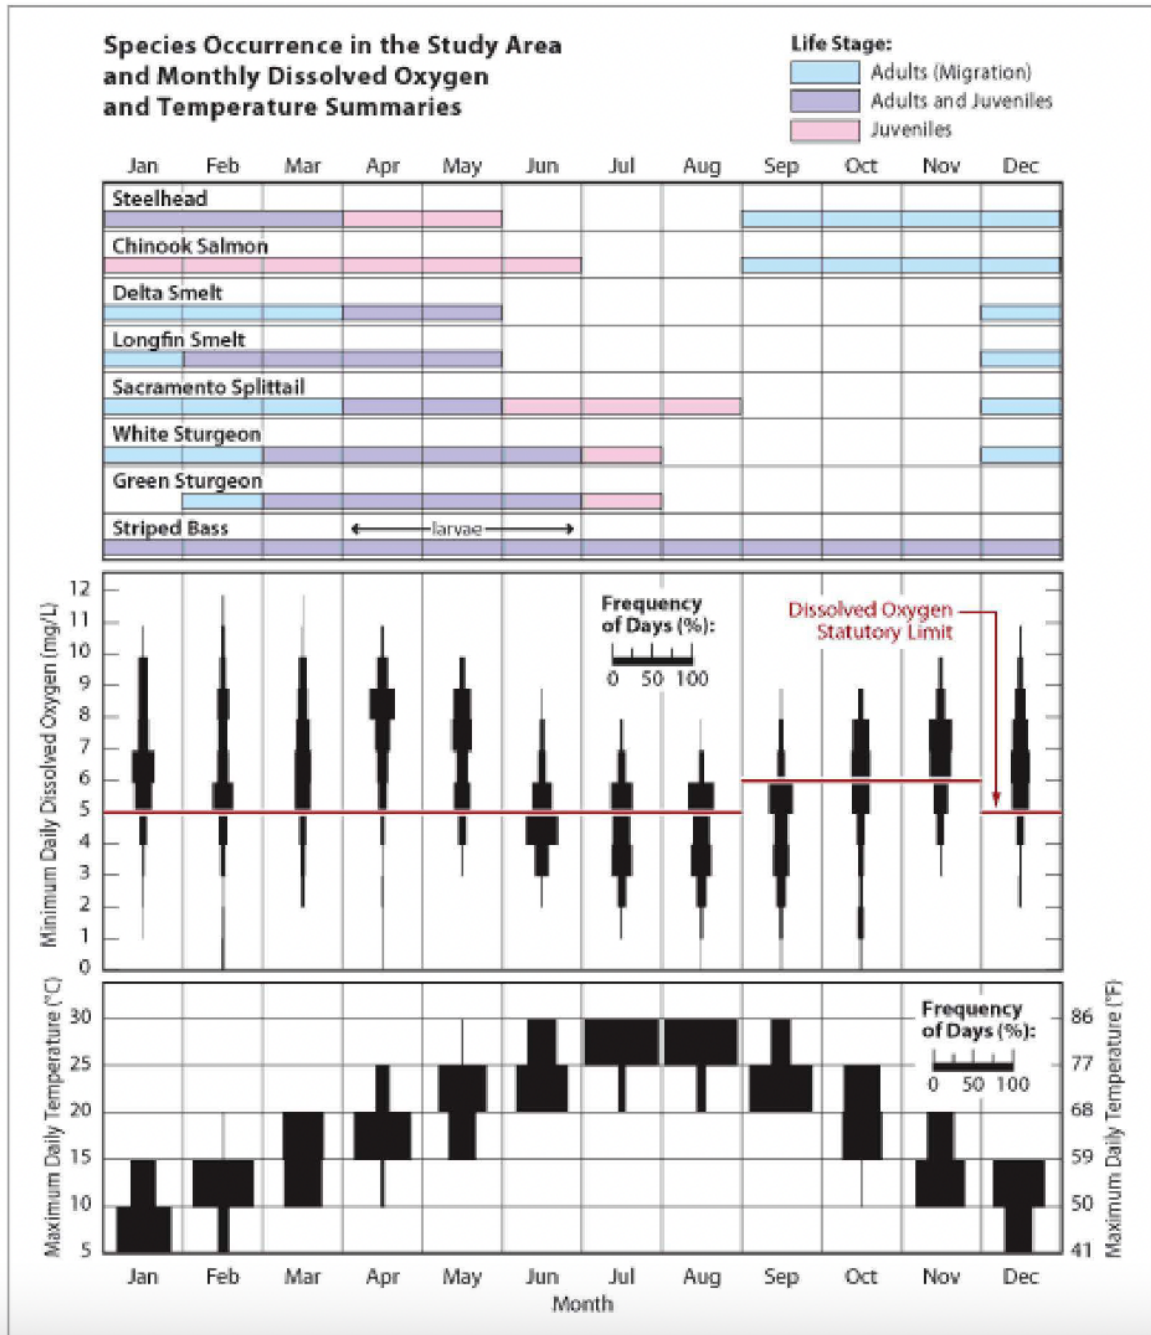 Species Occurrence in the Study Area
and Monthly Dissolved Oxygen
and Temperature Summaries
Life Stage:
Adults (Migration)
Adults and Juveniles
Juveniles
Jan Feb Mar Apr May Jun Jul Aug Sep Oct Nov Dec
Steelhead
Chinook Salmon
Delta Smelt
Longfin Smelt
Sacramento Splittail
White Sturgeon
Green Sturgeon
Striped Bass
larvae
Minimum Daily Dissolved Oxygen (mg/L)
12
11
10
9
8
7
6
5
4
3
2
1
0
Frequency
of Days (%):
0 50 100
Dissolved Oxygen
Statutory Limit
Maximum Daily Temperature (°C)
30
25
20
15
10
5
Frequency
of Days (%):
0 50 100
86
77
68
59
50
41
Maximum Daily Temperature (°F)
Jan Feb Mar Apr May Jun Jul Aug Sep Oct Nov Dec
Month